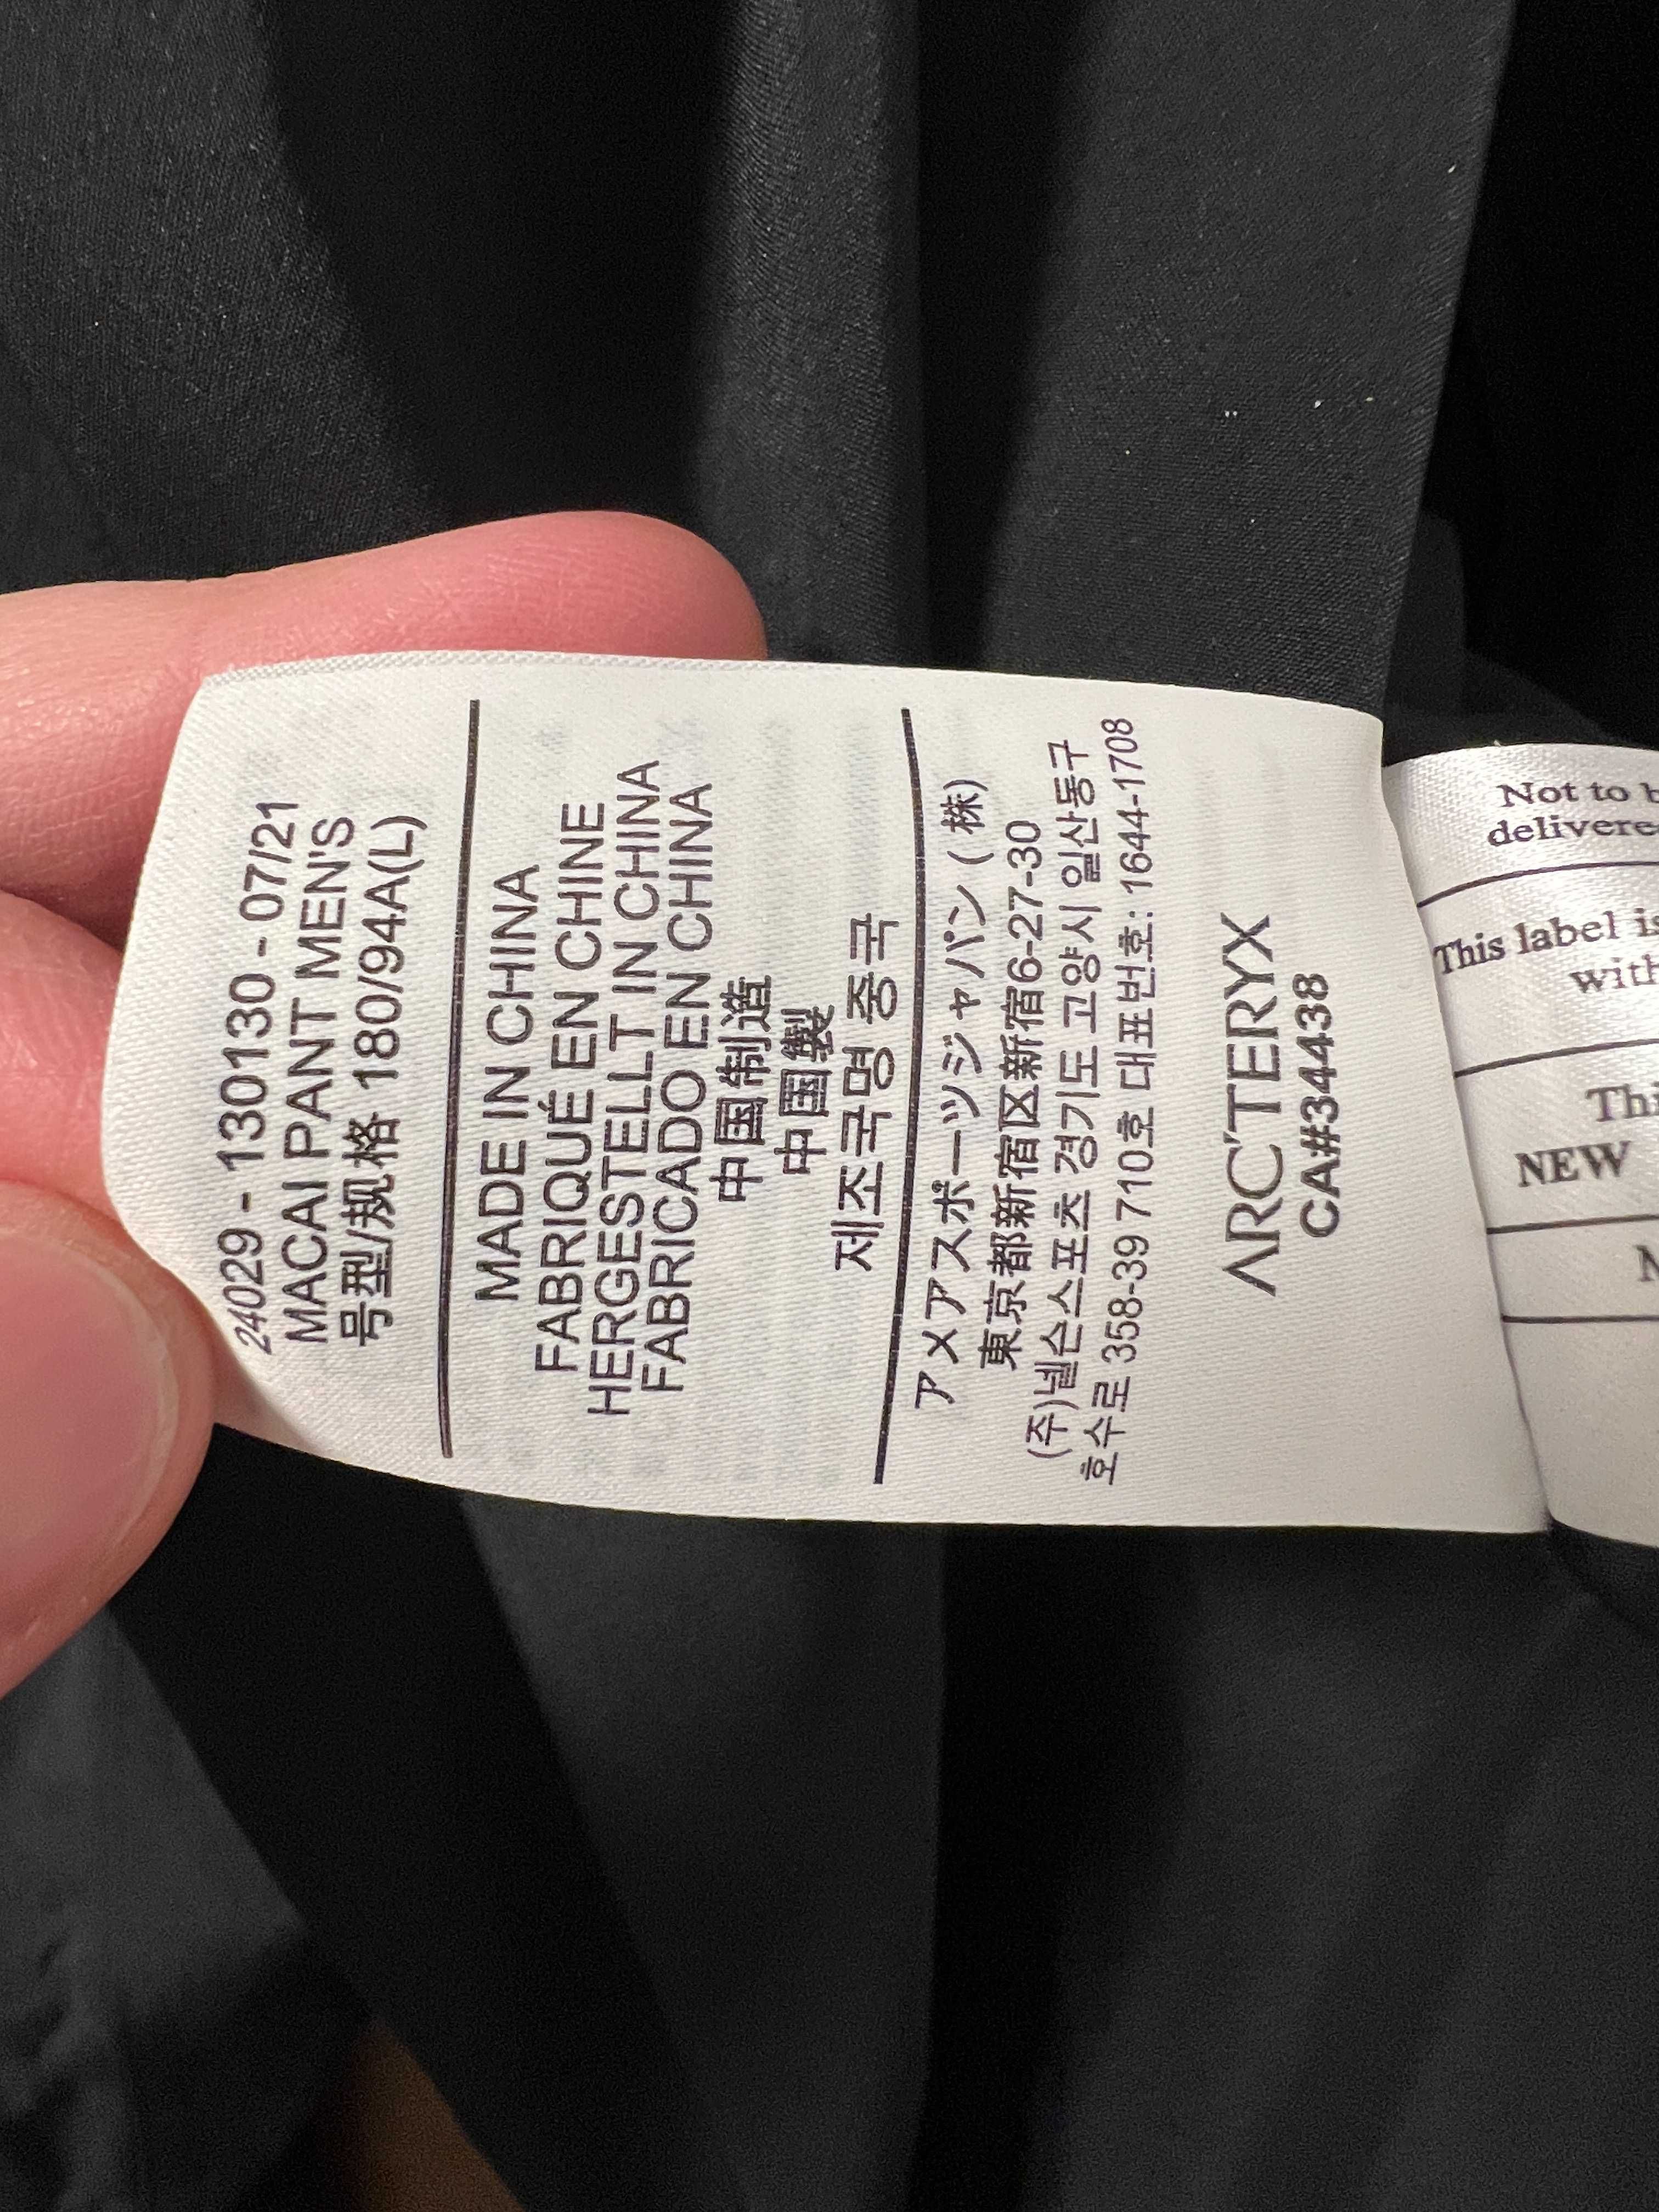 24029 - 130130 - 07/21
MACAI PANT MEN'S
号型/规格 180/94A(L)
MADE IN CHINA
FABRIQUÉ EN CHINE
HERGESTELLT IN CHINA
FABRICADO EN CHINA
中国制造
中国製
제조국명 중국
アメアスポーツジャパン (株)
東京都新宿区新宿6-27-30
(주)넬슨스포츠 경기도 고양시 일산동구
호수로 358-39 710호 대표번호: 1644-1708
ARC'TERYX
CA#34438
Not to
delivere
This label is
with
Thi
NEW